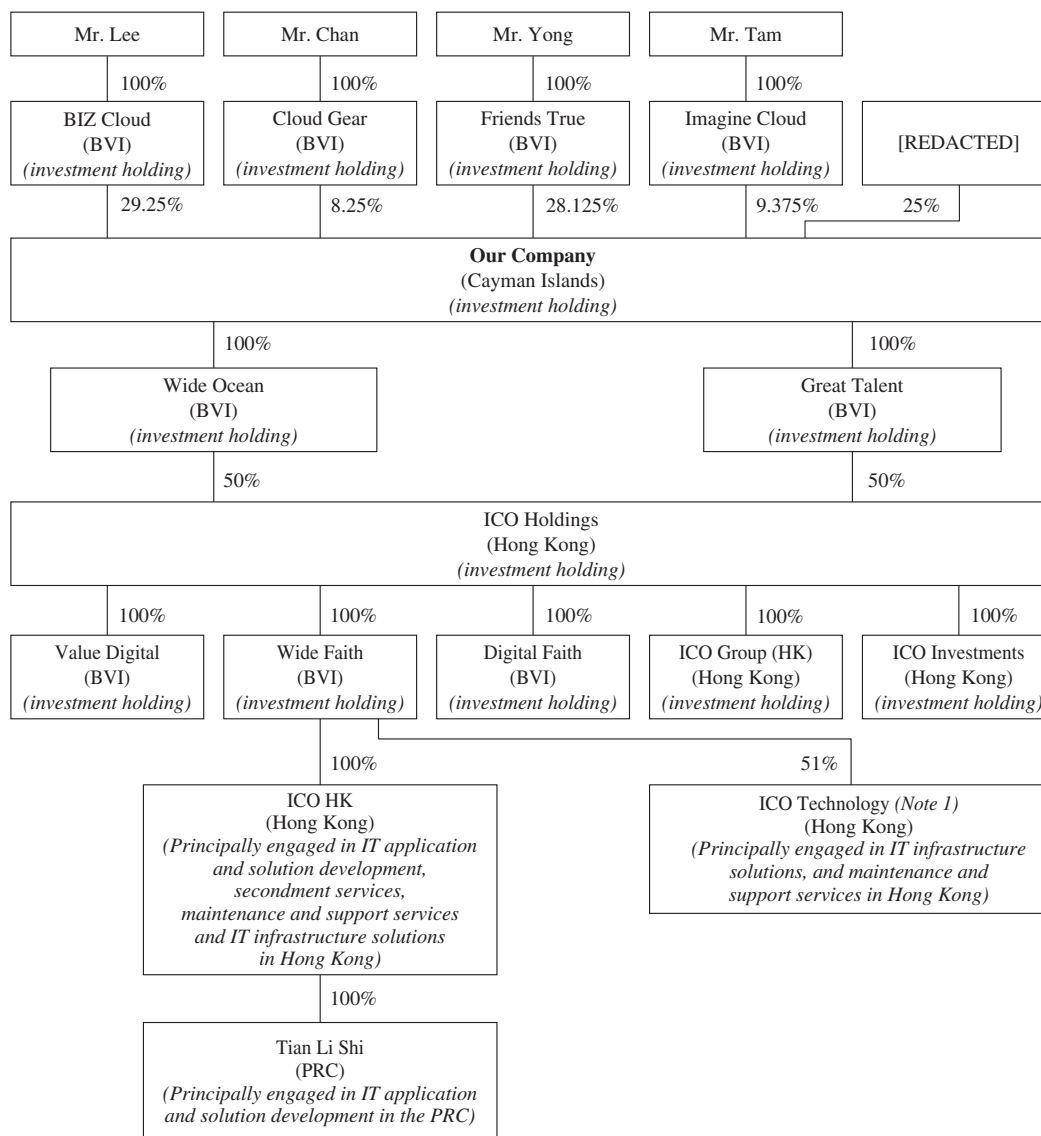 Mr. Lee
Mr. Chan
Mr. Yong
Mr. Tam
100%
100%
100%
100%
BIZ Cloud
(BVI)
(investment holding)
Cloud Gear
(BVI)
(investment holding)
Friends True
(BVI)
(investment holding)
Imagine Cloud
(BVI)
(investment holding)
[REDACTED]
29.25%
8.25%
28.125%
9.375%
25%
Our Company
(Cayman Islands)
(investment holding)
100%
100%
Wide Ocean
(BVI)
(investment holding)
Great Talent
(BVI)
(investment holding)
50%
50%
ICO Holdings
(Hong Kong)
(investment holding)
100%
100%
100%
100%
100%
Value Digital
(BVI)
(investment holding)
Wide Faith
(BVI)
(investment holding)
Digital Faith
(BVI)
(investment holding)
ICO Group (HK)
(Hong Kong)
(investment holding)
ICO Investments
(Hong Kong)
(investment holding)
100%
51%
ICO HK
(Hong Kong)
(Principally engaged in IT application
and solution development,
secondment services,
maintenance and support services
and IT infrastructure solutions
in Hong Kong)
ICO Technology (Note 1)
(Hong Kong)
(Principally engaged in IT infrastructure
solutions, and maintenance and
support services in Hong Kong)
100%
Tian Li Shi
(PRC)
(Principally engaged in IT application
and solution development in the PRC)